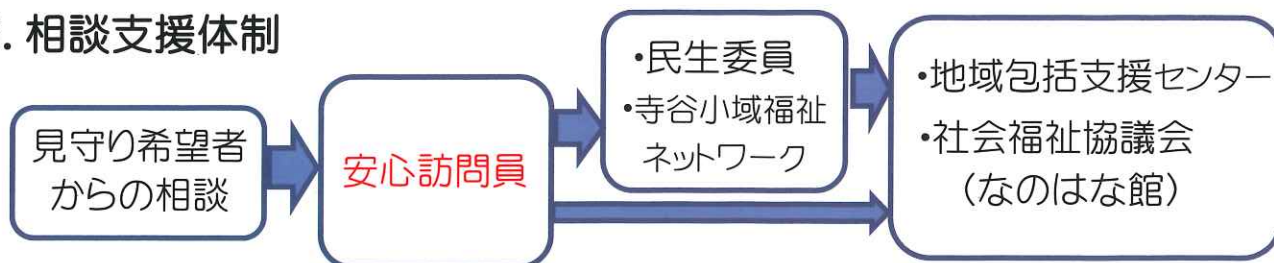 . 相談支援体制
見守り希望者
からの相談
安心訪問員
・民生委員
・寺谷小域福祉
ネットワーク
・地域包括支援センター
・社会福祉協議会
（なのはな館）